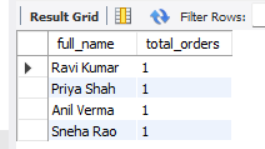 Result Grid Filter Rows:
full_name total_orders
Ravi Kumar 1
Priya Shah 1
Anil Verma 1
Sneha Rao 1